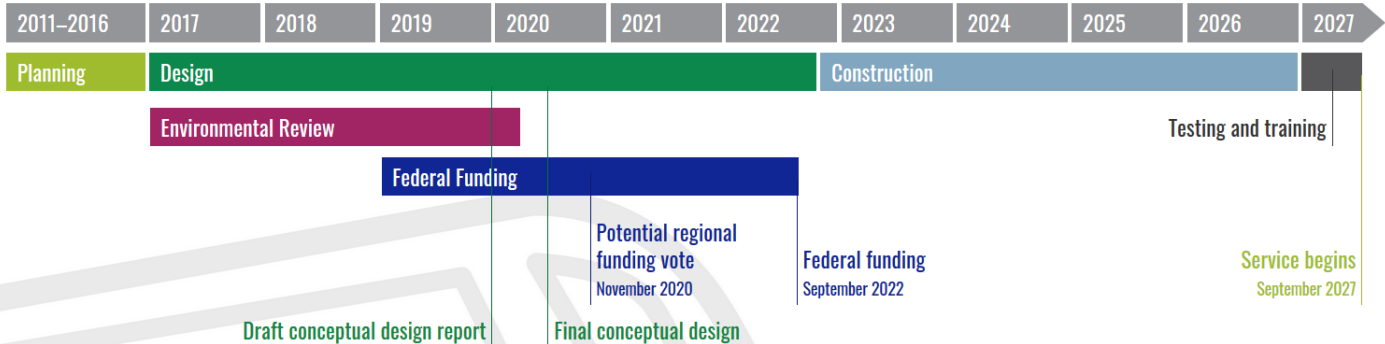 2011–2016 2017 2018 2019 2020 2021 2022 2023 2024 2025 2026 2027
Planning Design Construction
Environmental Review Testing and training
Federal Funding
Potential regional
funding vote
November 2020
Federal funding
September 2022
Service begins
September 2027
Draft conceptual design report Final conceptual design